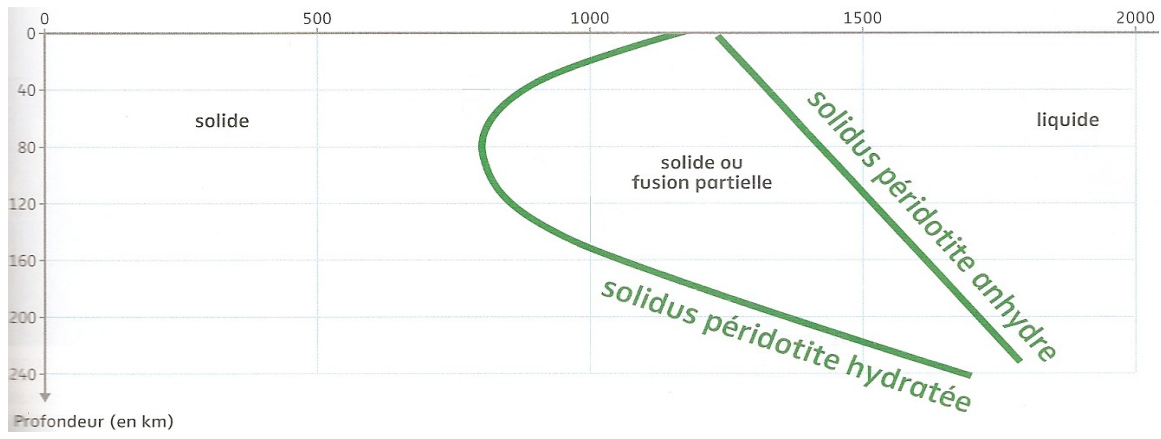 0 500 1000 1500 2000
0
40
solide
80
120
160
200
240
solide ou
fusion partielle
liquide
solidus péridotite anhydre
solidus péridotite hydratée
Profondeur (en km)